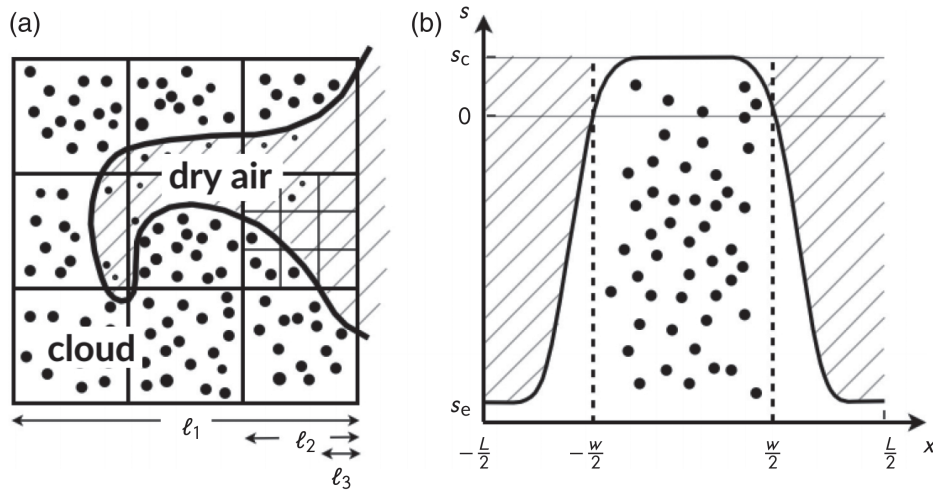 (a)
dry air
cloud
ℓ1
ℓ2
ℓ3
(b)
s
sc
0
se
-L/2
-w/2
w/2
L/2
x